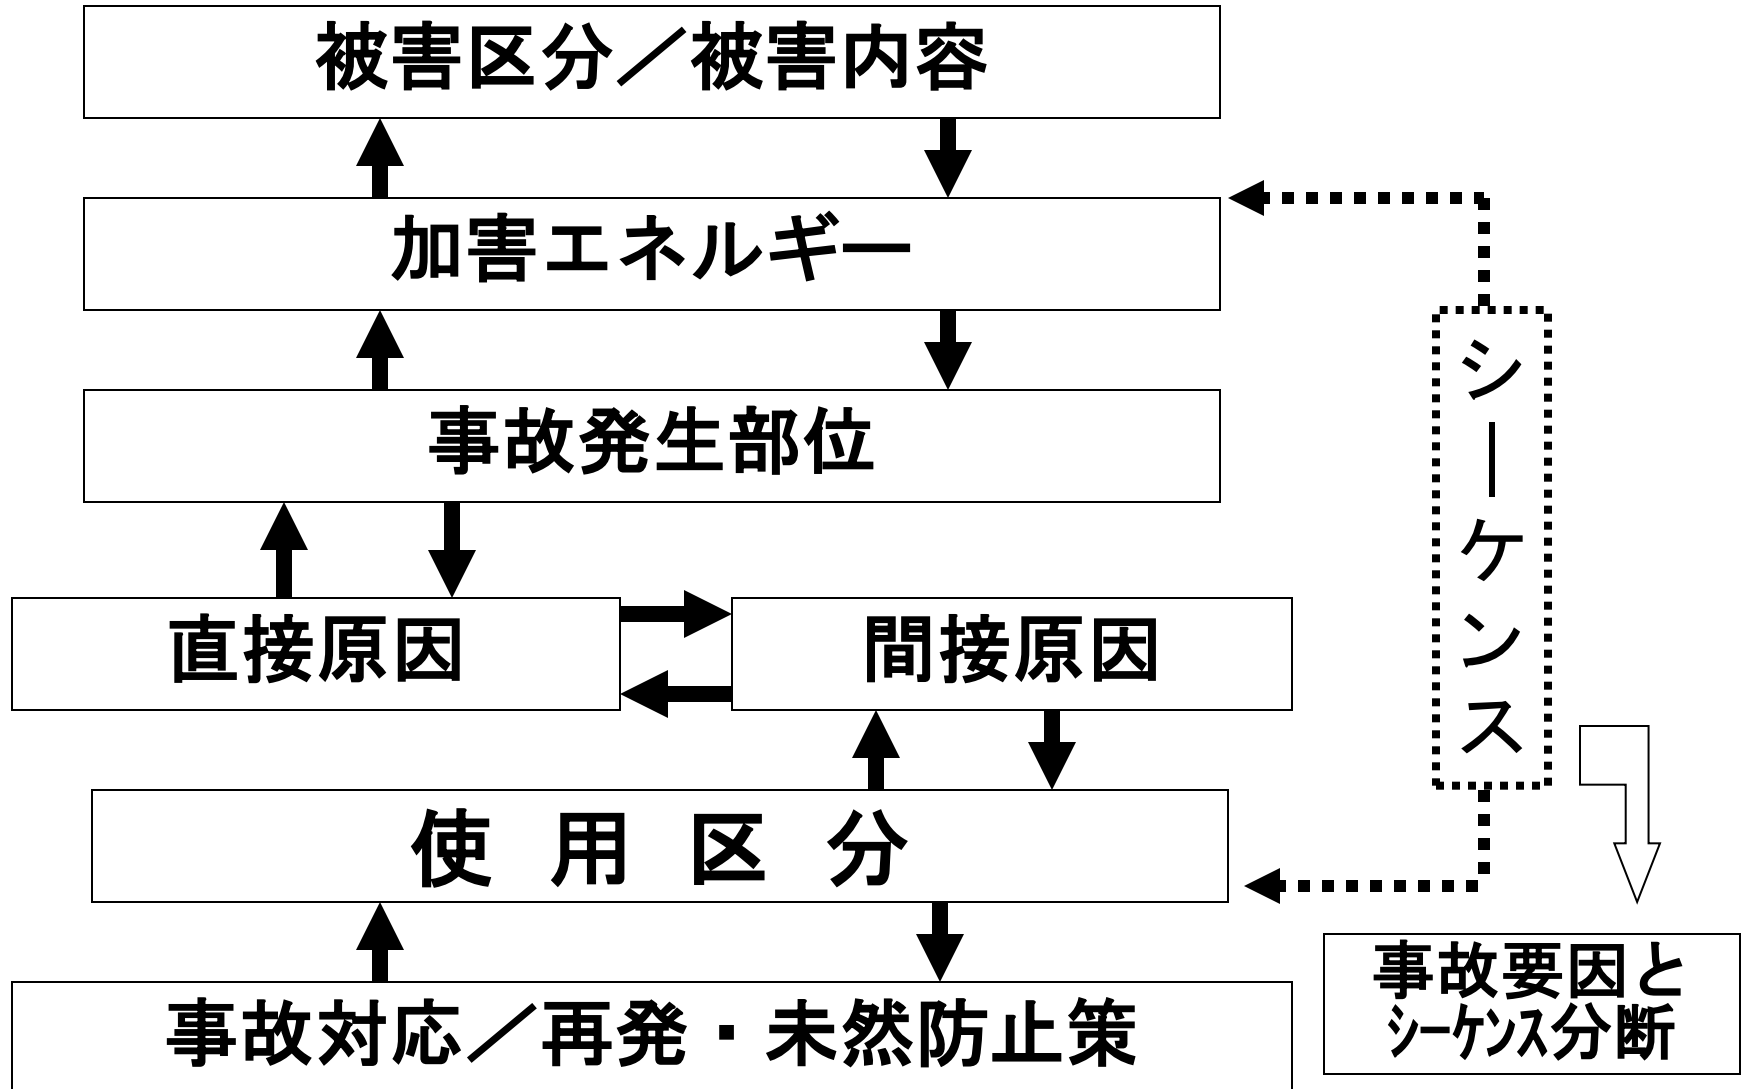 被害区分／被害内容
加害エネルギー
事故発生部位
直接原因
間接原因
使用区分
事故対応／再発・未然防止策
シーケンス
事故要因と
ｼｰｹﾝｽ分断